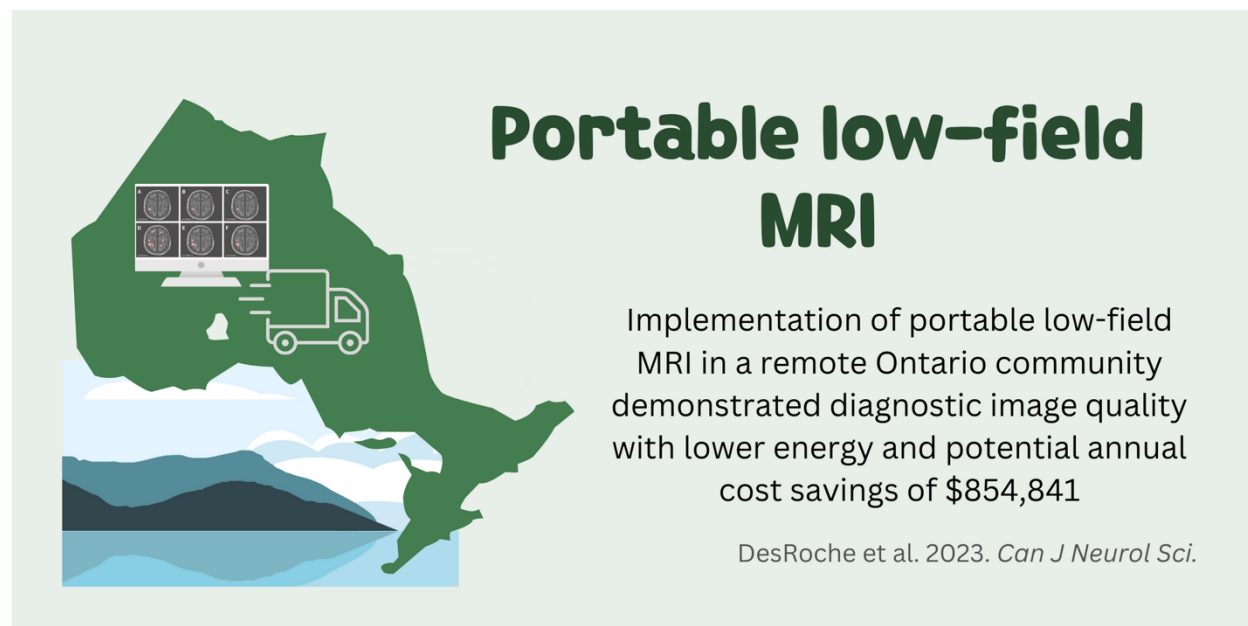 Portable low-field
MRI
Implementation of portable low-field
MRI in a remote Ontario community
demonstrated diagnostic image quality
with lower energy and potential annual
cost savings of $854,841
DesRoche et al. 2023. Can J Neurol Sci.
A B C
D E F